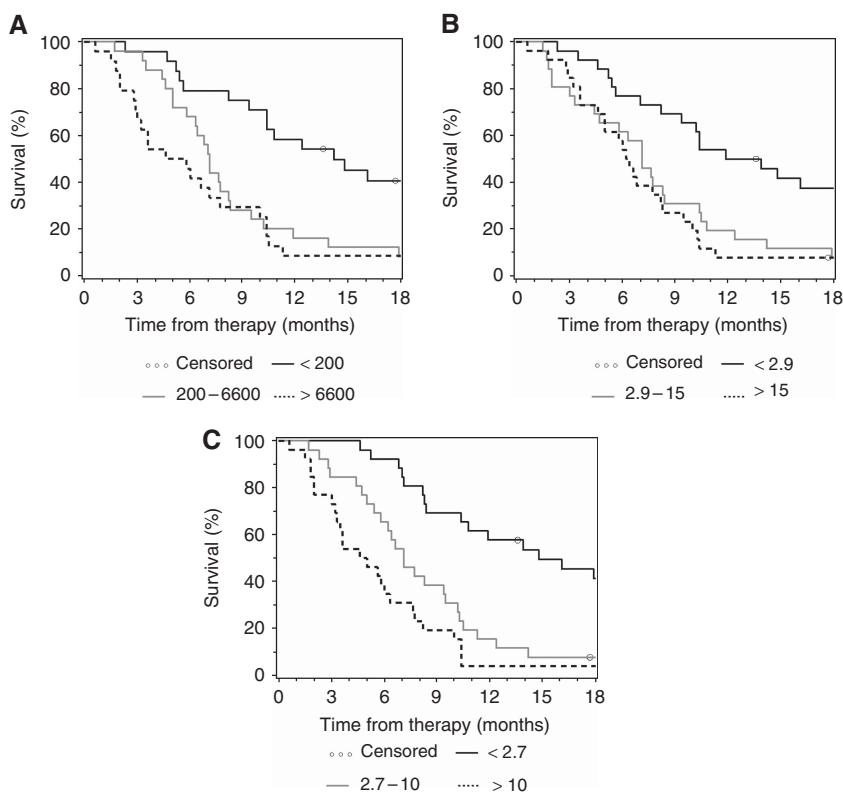 A
100
80
60
40
20
0
Survival (%)
0 3 6 9 12 15 18
Time from therapy (months)
Censored < 200
200–6600 > 6600
B
100
80
60
40
20
0
Survival (%)
0 3 6 9 12 15 18
Time from therapy (months)
Censored < 2.9
2.9–15 > 15
C
100
80
60
40
20
0
Survival (%)
0 3 6 9 12 15 18
Time from therapy (months)
Censored < 2.7
2.7–10 > 10